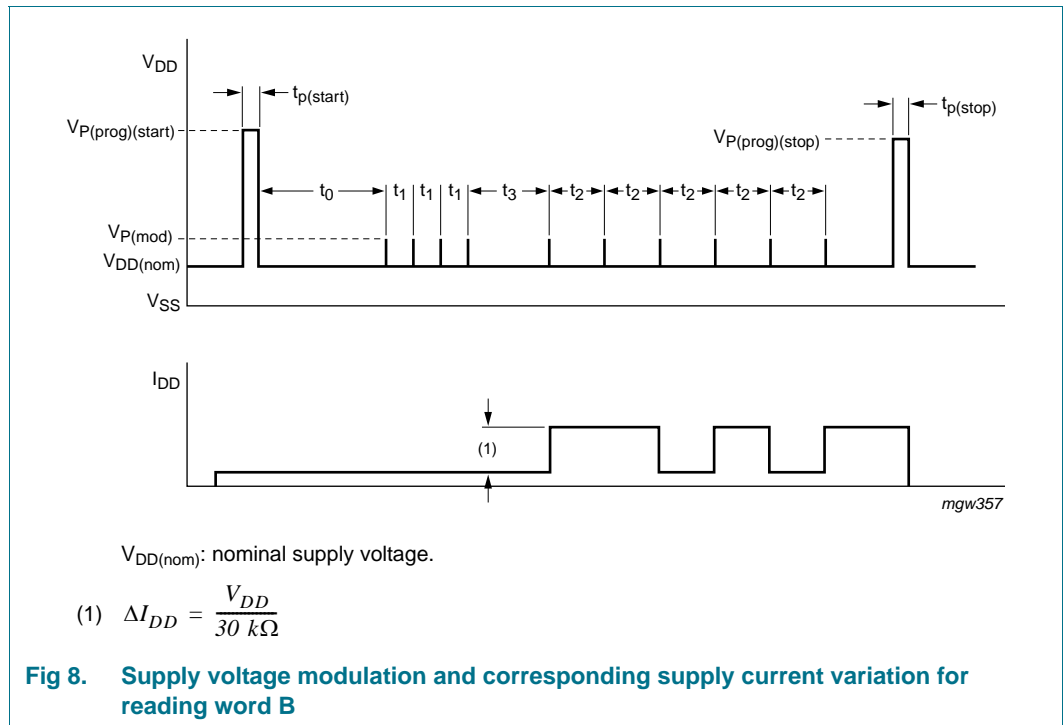 VDD
tp(start)
tp(stop)
VP(prog)(start)
VP(prog)(stop)
t0 t1 t1 t1 t3 t2 t2 t2 t2 t2
VP(mod)
VDD(nom)
VSS
IDD
(1)
mgw357
VDD(nom): nominal supply voltage.
(1) ΔIDD = VDD / 30 kΩ
Fig 8. Supply voltage modulation and corresponding supply current variation for
reading word B